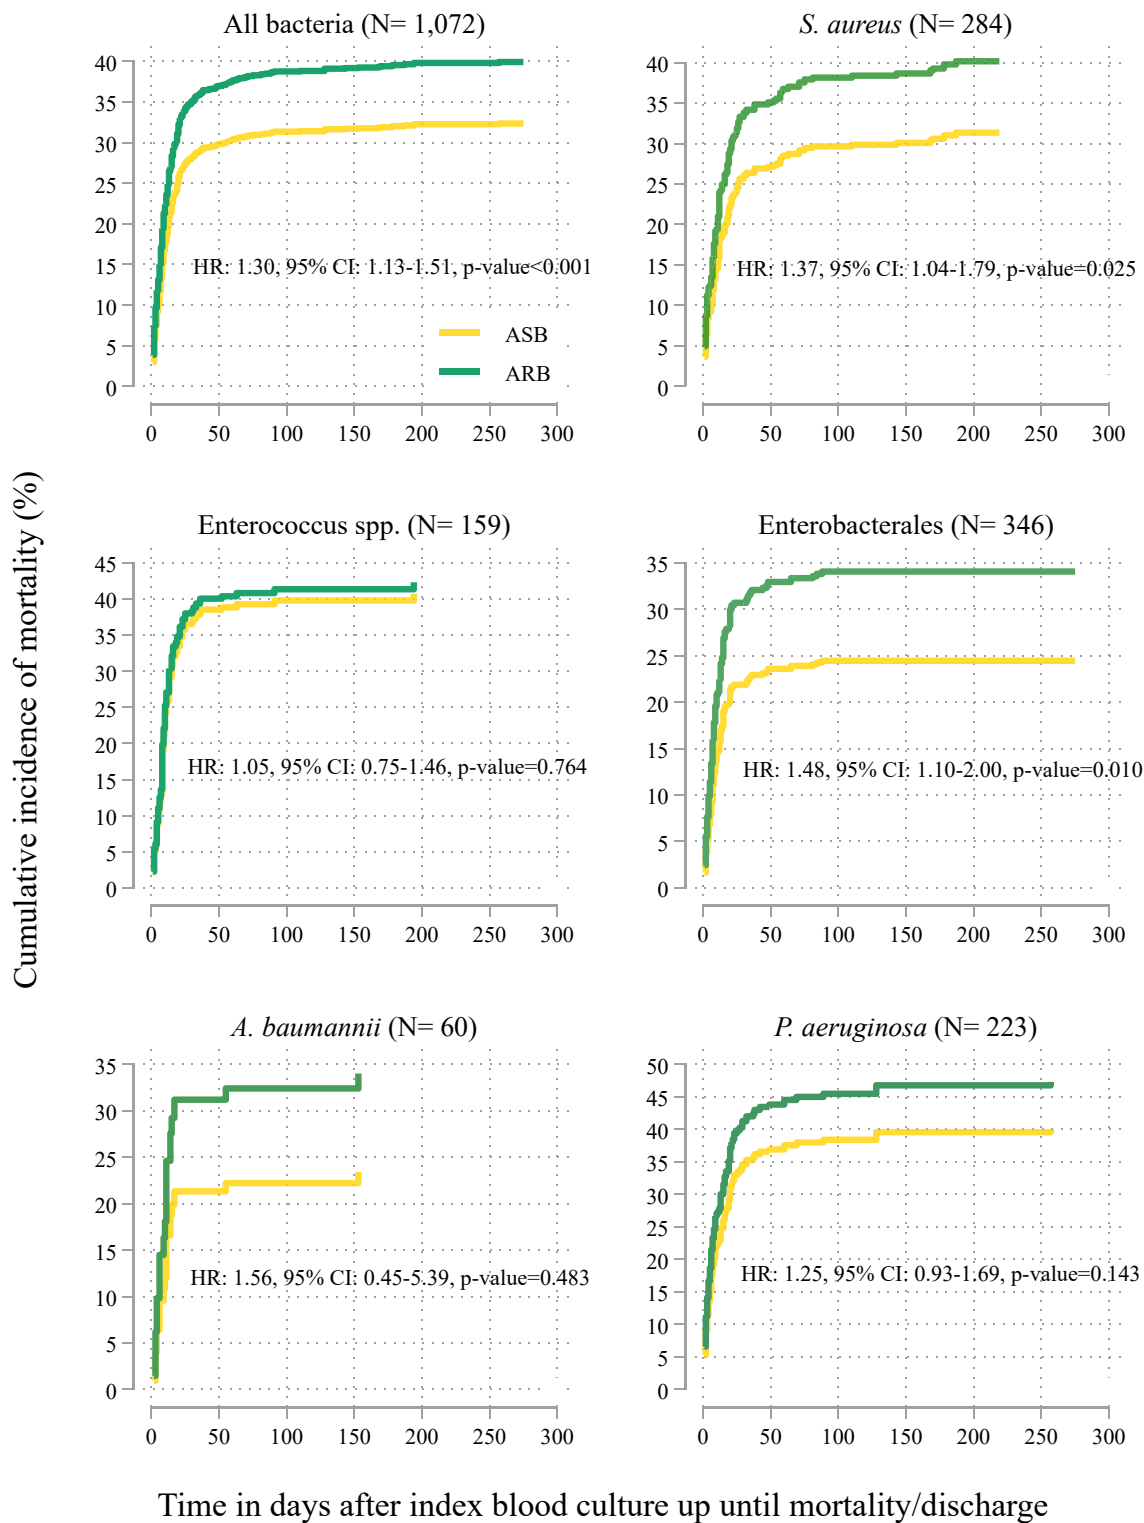 All bacteria (N= 1,072)
40
35
30
25
20
15
10
5
0
HR: 1.30, 95% CI: 1.13-1.51, p-value<0.001
ASB
ARB
0 50 100 150 200 250 300
S. aureus (N= 284)
40
35
30
25
20
15
10
5
0
HR: 1.37, 95% CI: 1.04-1.79, p-value=0.025
0 50 100 150 200 250 300
Cumulative incidence of mortality (%)
Enterococcus spp. (N= 159)
45
40
35
30
25
20
15
10
5
0
HR: 1.05, 95% CI: 0.75-1.46, p-value=0.764
0 50 100 150 200 250 300
Enterobacterales (N= 346)
35
30
25
20
15
10
5
0
HR: 1.48, 95% CI: 1.10-2.00, p-value=0.010
0 50 100 150 200 250 300
A. baumannii (N= 60)
35
30
25
20
15
10
5
0
HR: 1.56, 95% CI: 0.45-5.39, p-value=0.483
0 50 100 150 200 250 300
P. aeruginosa (N= 223)
50
45
40
35
30
25
20
15
10
5
0
HR: 1.25, 95% CI: 0.93-1.69, p-value=0.143
0 50 100 150 200 250 300
Time in days after index blood culture up until mortality/discharge